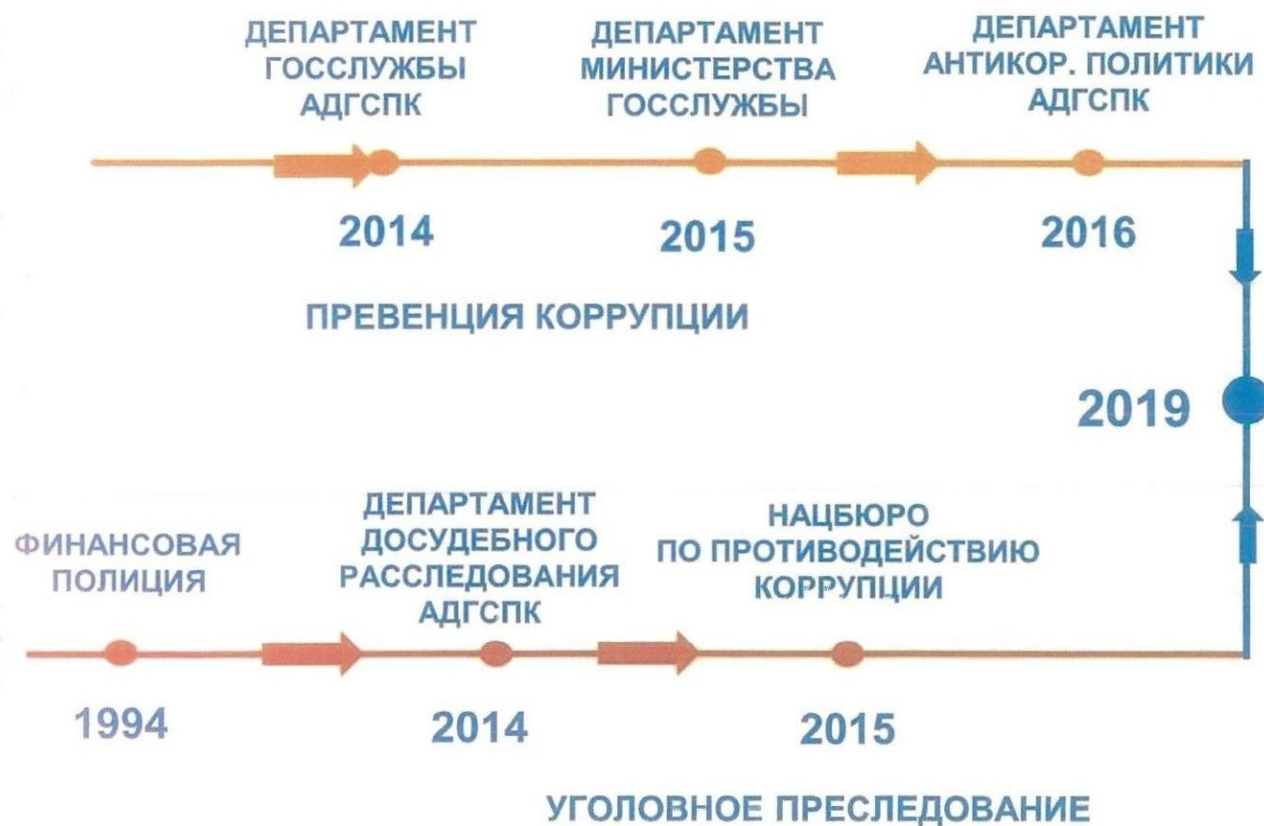 ДЕПАРТАМЕНТ
ГОССЛУЖБЫ
АДГСПК
ДЕПАРТАМЕНТ
МИНИСТЕРСТВА
ГОССЛУЖБЫ
ДЕПАРТАМЕНТ
АНТИКОР. ПОЛИТИКИ
АДГСПК
2014
2015
2016
ПРЕВЕНЦИЯ КОРРУПЦИИ
2019
ФИНАНСОВАЯ
ПОЛИЦИЯ
ДЕПАРТАМЕНТ
ДОСУДЕБНОГО
РАССЛЕДОВАНИЯ
АДГСПК
НАЦБЮРО
ПО ПРОТИВОДЕЙСТВИЮ
КОРРУПЦИИ
1994
2014
2015
УГОЛОВНОЕ ПРЕСЛЕДОВАНИЕ